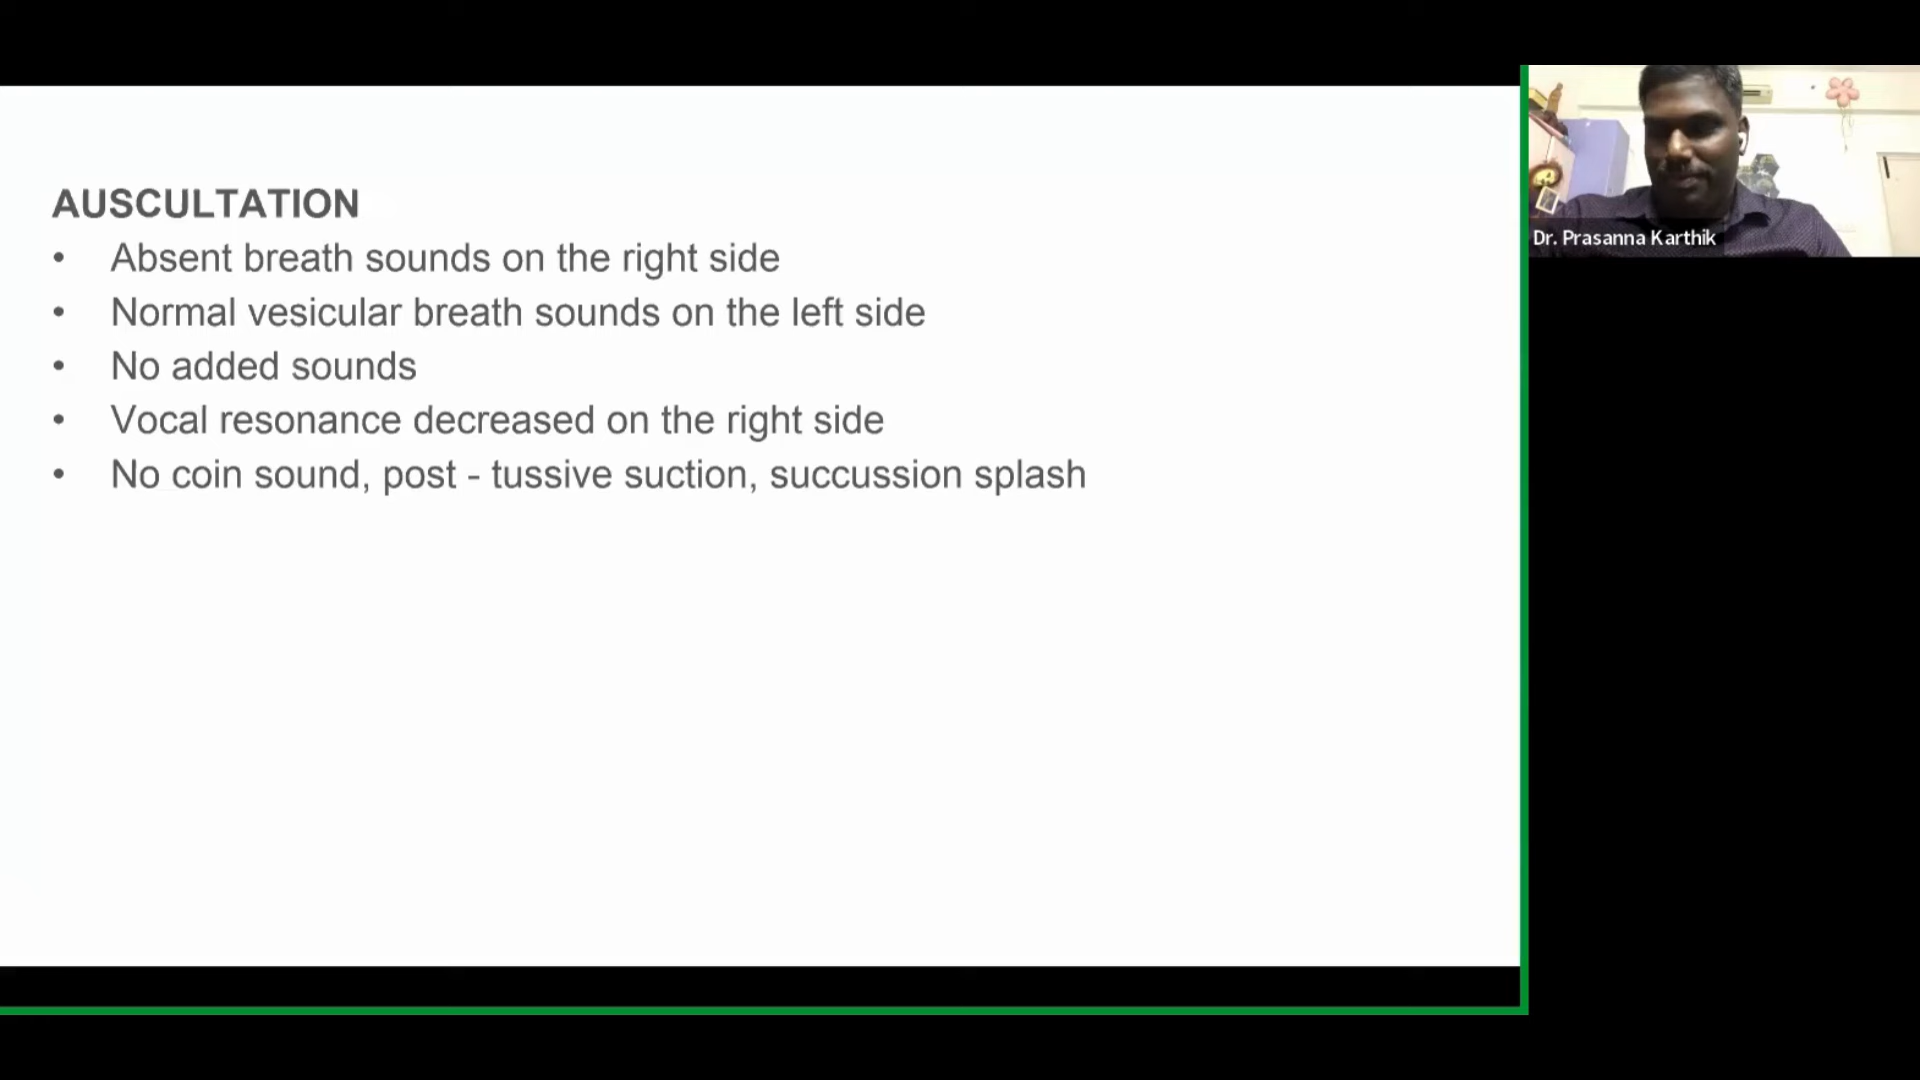 AUSCULTATION
• Absent breath sounds on the right side
• Normal vesicular breath sounds on the left side
• No added sounds
• Vocal resonance decreased on the right side
• No coin sound, post - tussive suction, succussion splash
Dr. Prasanna Karthik